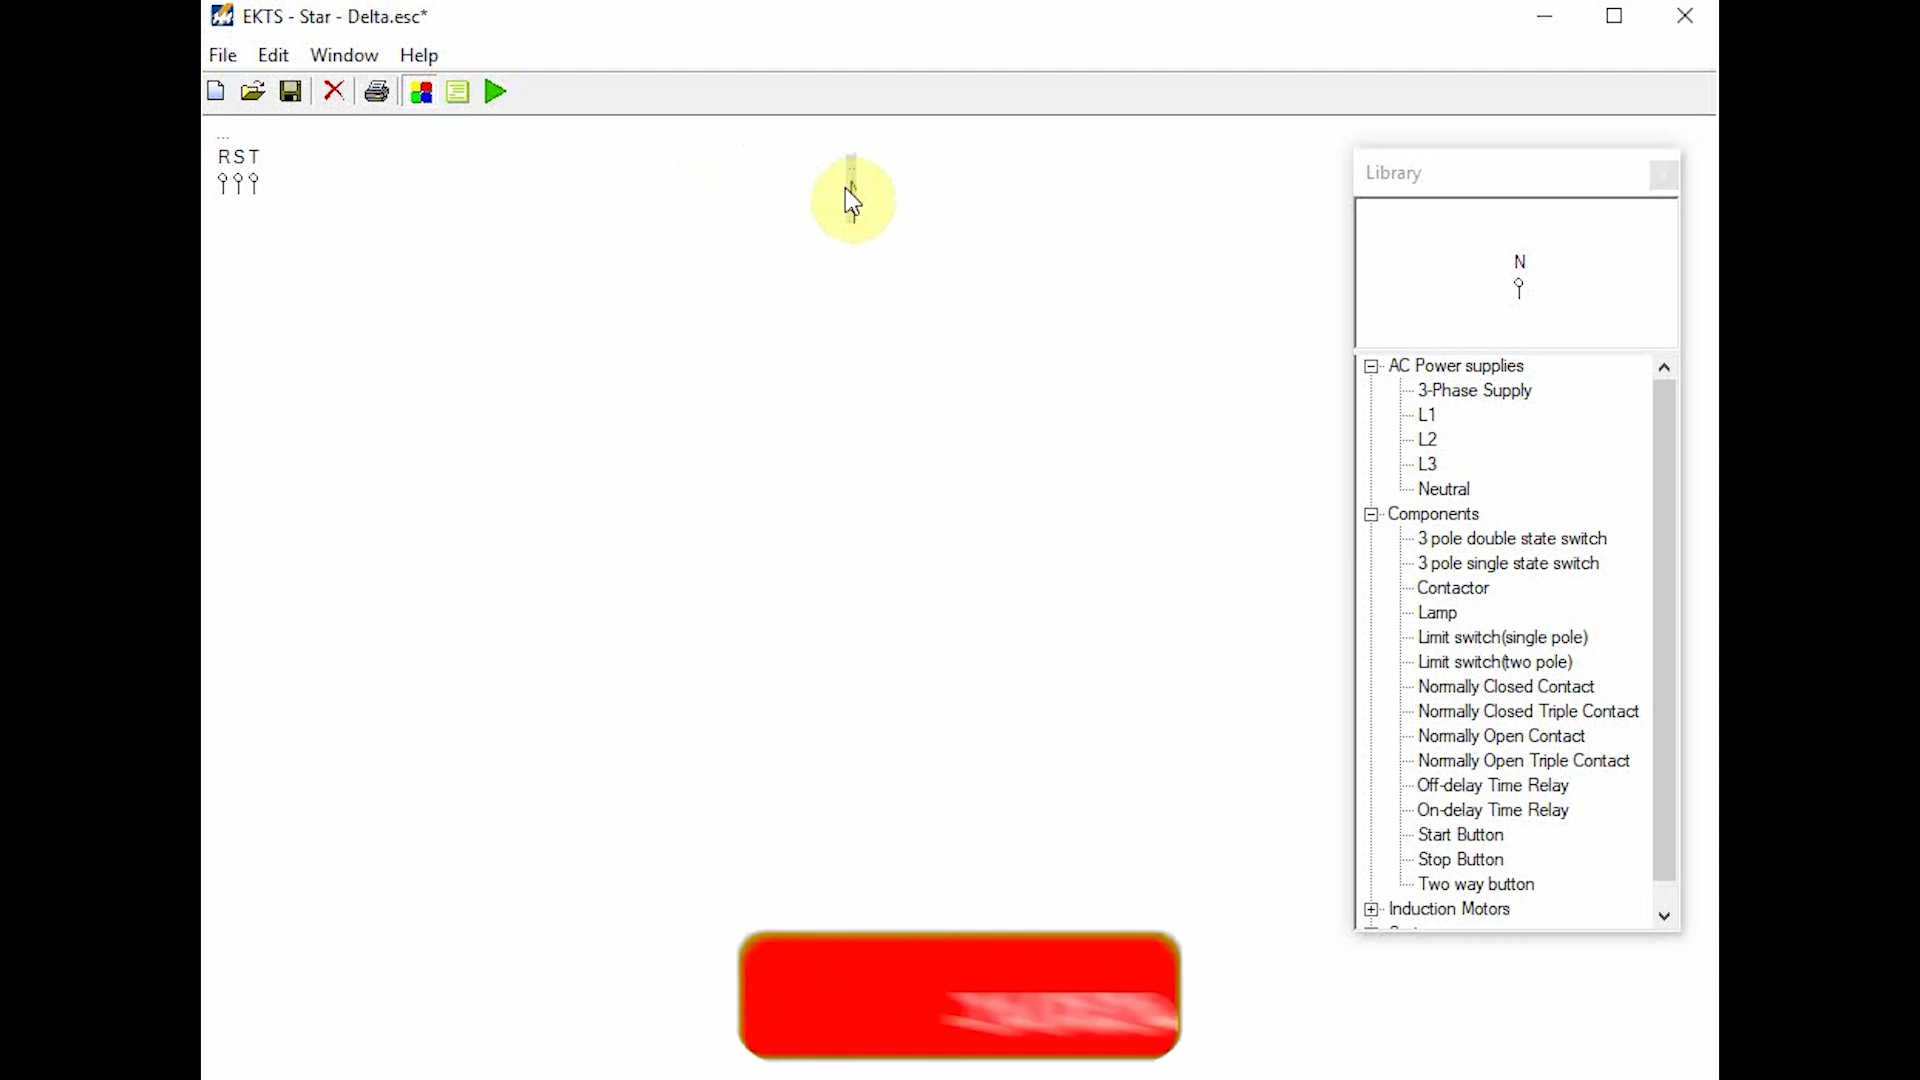 EKTS - Star - Delta.esc*
File Edit Window Help
...
R S T
Library
N
AC Power supplies
3-Phase Supply
L1
L2
L3
Neutral
Components
3 pole double state switch
3 pole single state switch
Contactor
Lamp
Limit switch(single pole)
Limit switch(two pole)
Normally Closed Contact
Normally Closed Triple Contact
Normally Open Contact
Normally Open Triple Contact
Off-delay Time Relay
On-delay Time Relay
Start Button
Stop Button
Two way button
Induction Motors